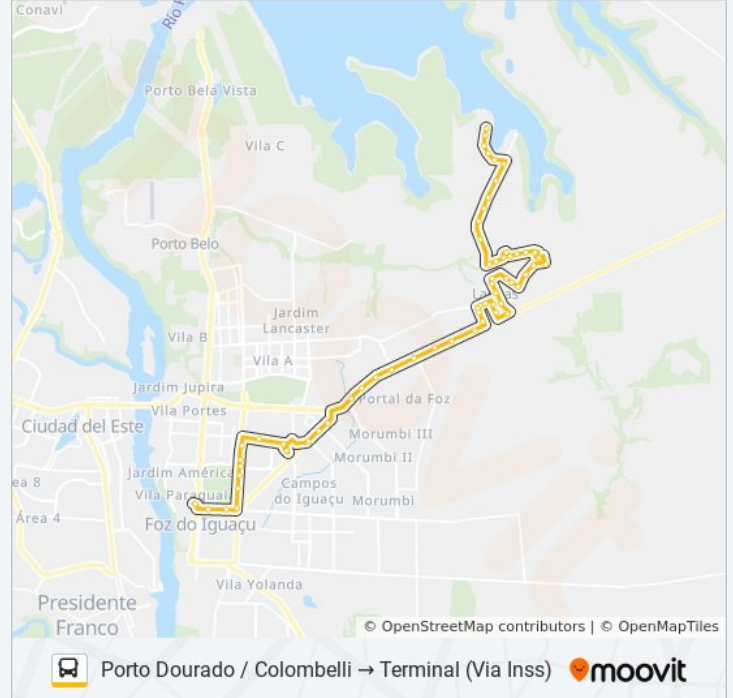 Conavi
Río
Porto Bela Vista
Vila C
Porto Belo
Jardim
Lancaster
Vila B
Vila A
Jardim Jupira
Portal da Foz
Vila Portes
Ciudad del Este
Morumbi III
Morumbi II
Jardim América
ea 8
Campos
do Iguaçu
Morumbi
Vila Paraguai
Área 4
Foz do Iguaçu
Vila Yolanda
Presidente
Franco
© OpenStreetMap contributors | © OpenMapTiles
Porto Dourado / Colombelli → Terminal (Via Inss)
moovit